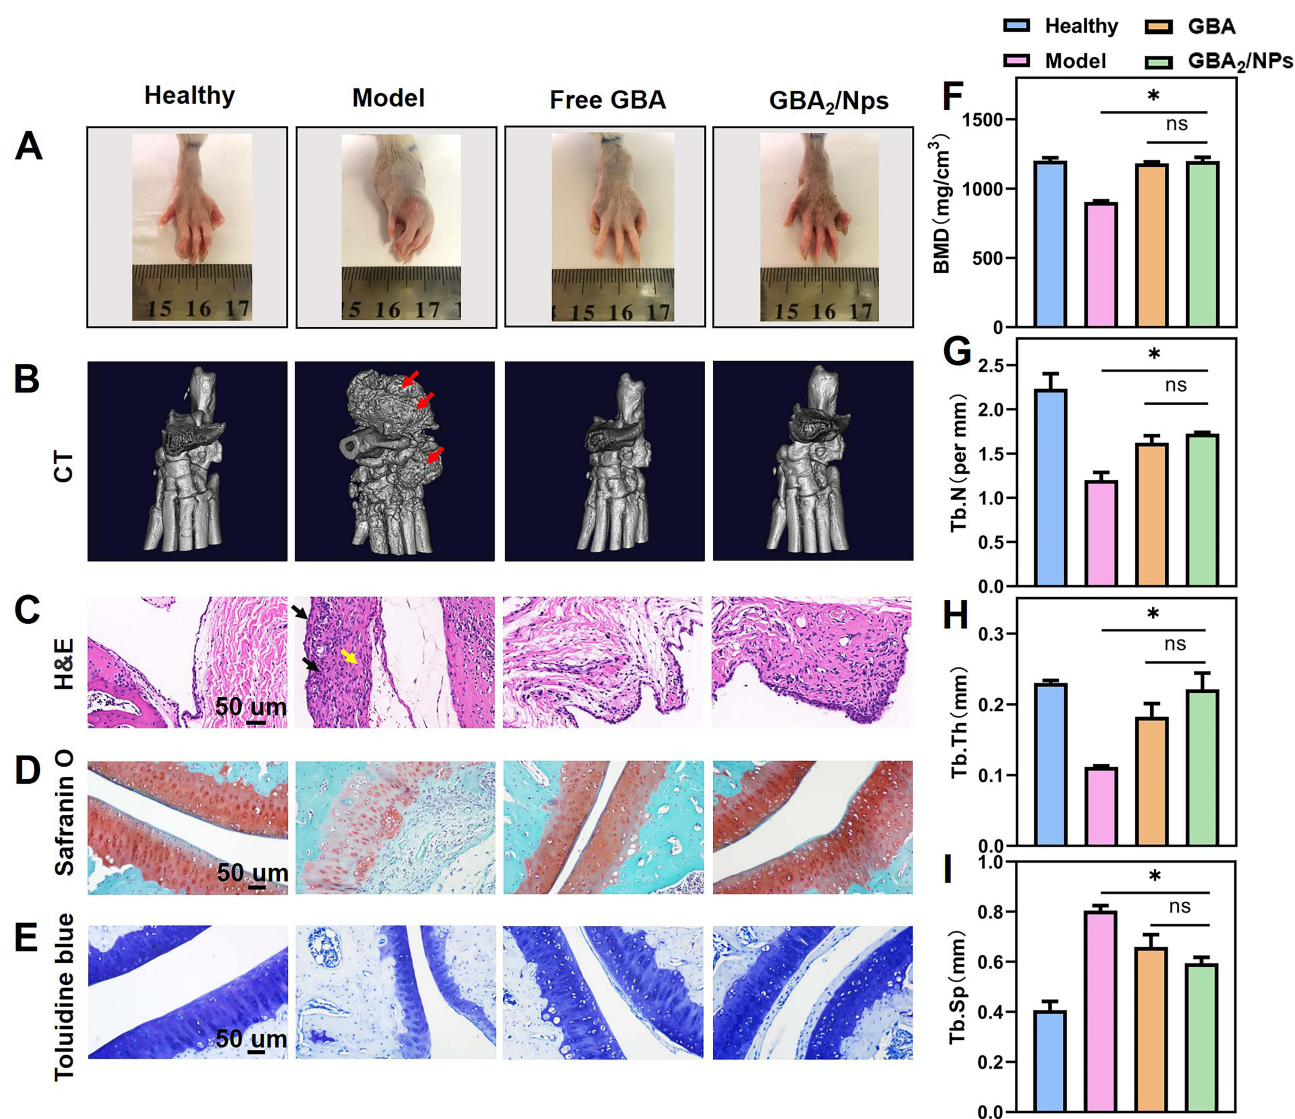 Healthy GBA
Model GBA₂/NPs
Healthy Model Free GBA GBA₂/Nps
A
15 16 17
5 16 17 1
15 16 17
15 16 17
B
CT
C
H&E
50 um
D
Safranin O
50 um
E
Toluidine blue
50 um
F
BMD(mg/cm³)
1500
1000
500
0
*
ns
G
Tb.N(per mm)
2.5
2.0
1.5
1.0
0.5
0.0
*
ns
H
Tb.Th(mm)
0.3
0.2
0.1
0.0
*
ns
I
Tb.Sp(mm)
1.0
0.8
0.6
0.4
0.2
0.0
*
ns